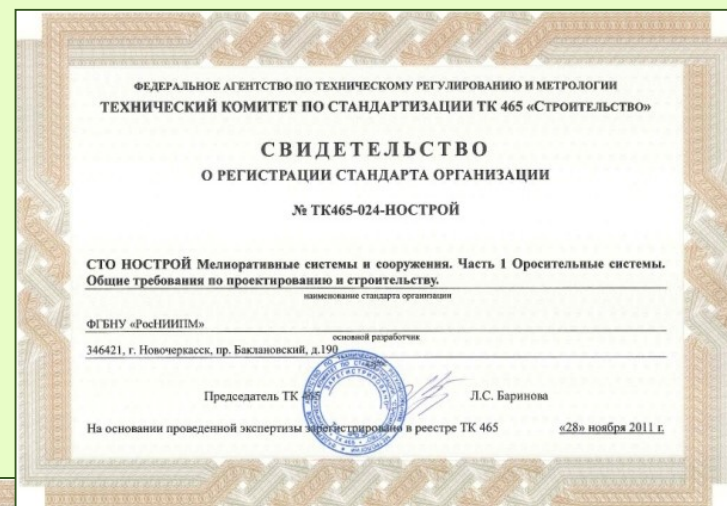 ФЕДЕРАЛЬНОЕ АГЕНТСТВО ПО ТЕХНИЧЕСКОМУ РЕГУЛИРОВАНИЮ И МЕТРОЛОГИИ
ТЕХНИЧЕСКИЙ КОМИТЕТ ПО СТАНДАРТИЗАЦИИ ТК 465 «СТРОИТЕЛЬСТВО»
СВИДЕТЕЛЬСТВО
О РЕГИСТРАЦИИ СТАНДАРТА ОРГАНИЗАЦИИ
№ ТК465-024-НОСТРОЙ
СТО НОСТРОЙ Мелиоративные системы и сооружения. Часть 1 Оросительные системы.
Общие требования по проектированию и строительству.
наименование стандарта организации
ФГБНУ «РосНИИПМ»
основной разработчик
346421, г. Новочеркасск, пр. Баклановский, д.190
Председатель ТК 465 Л.С. Баринова
На основании проведенной экспертизы зарегистрировано в реестре ТК 465 «28» ноября 2011 г.